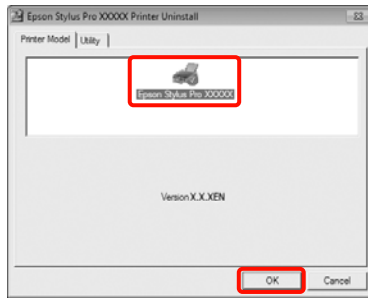 Epson Stylus Pro XXXXX Printer Uninstall
Printer Model Utility
Epson Stylus Pro XXXXX
Version X.X.XEN
OK Cancel